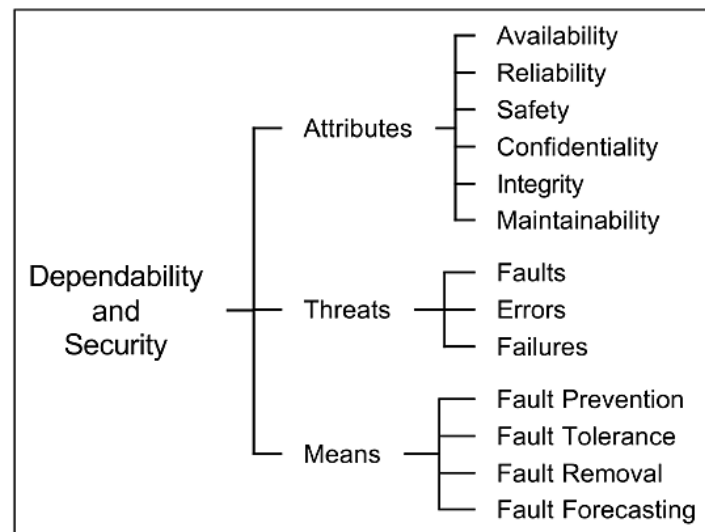 Dependability
and
Security
Attributes
Availability
Reliability
Safety
Confidentiality
Integrity
Maintainability
Threats
Faults
Errors
Failures
Means
Fault Prevention
Fault Tolerance
Fault Removal
Fault Forecasting